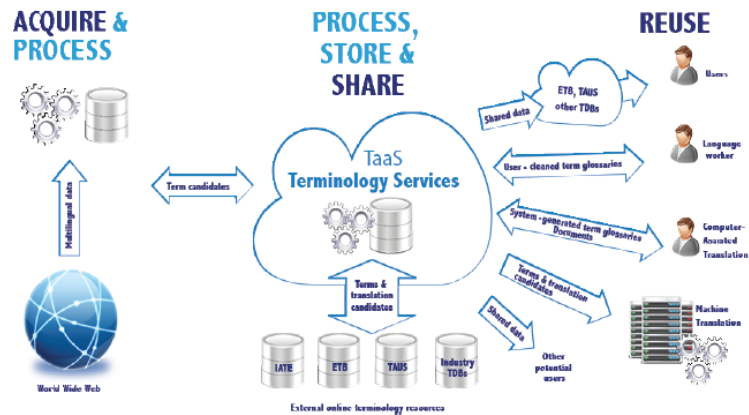 ACQUIRE &
PROCESS
PROCESS,
STORE &
SHARE
REUSE
Multilingual data
World Wide Web
Term candidates
TaaS
Terminology Services
Terms &
translation
candidates
IATE
ETB
TAUS
Industry
TDBs
External online terminology resources
Shared data
ETB, TAUS
other TDBs
Users
User - cleaned term glossaries
Language
worker
System - generated term glossaries
Documents
Computer-
Assisted
Translation
Terms & translation
candidates
Machine
Translation
Shared data
Other
potential
users